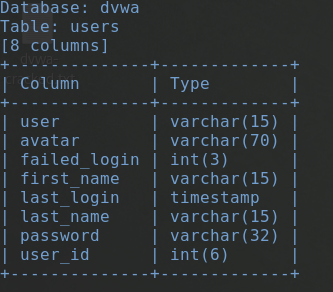 Database: dvwa
Table: users
[8 columns]
+--------------+-------------+
| Column       | Type        |
+--------------+-------------+
| user         | varchar(15) |
| avatar       | varchar(70) |
| failed_login | int(3)      |
| first_name   | varchar(15) |
| last_login   | timestamp   |
| last_name    | varchar(15) |
| password     | varchar(32) |
| user_id      | int(6)      |
+--------------+-------------+